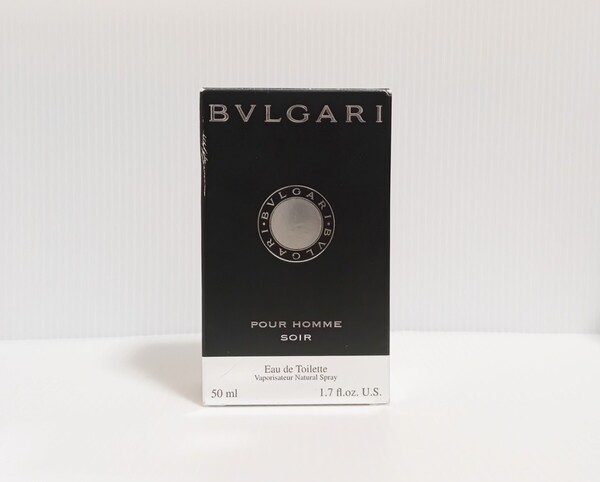 BVLGARI
BVLGARI • BVLGARI •
POUR HOMME
SOIR
Eau de Toilette
Vaporisateur Natural Spray
50 ml 1.7 fl.oz. U.S.